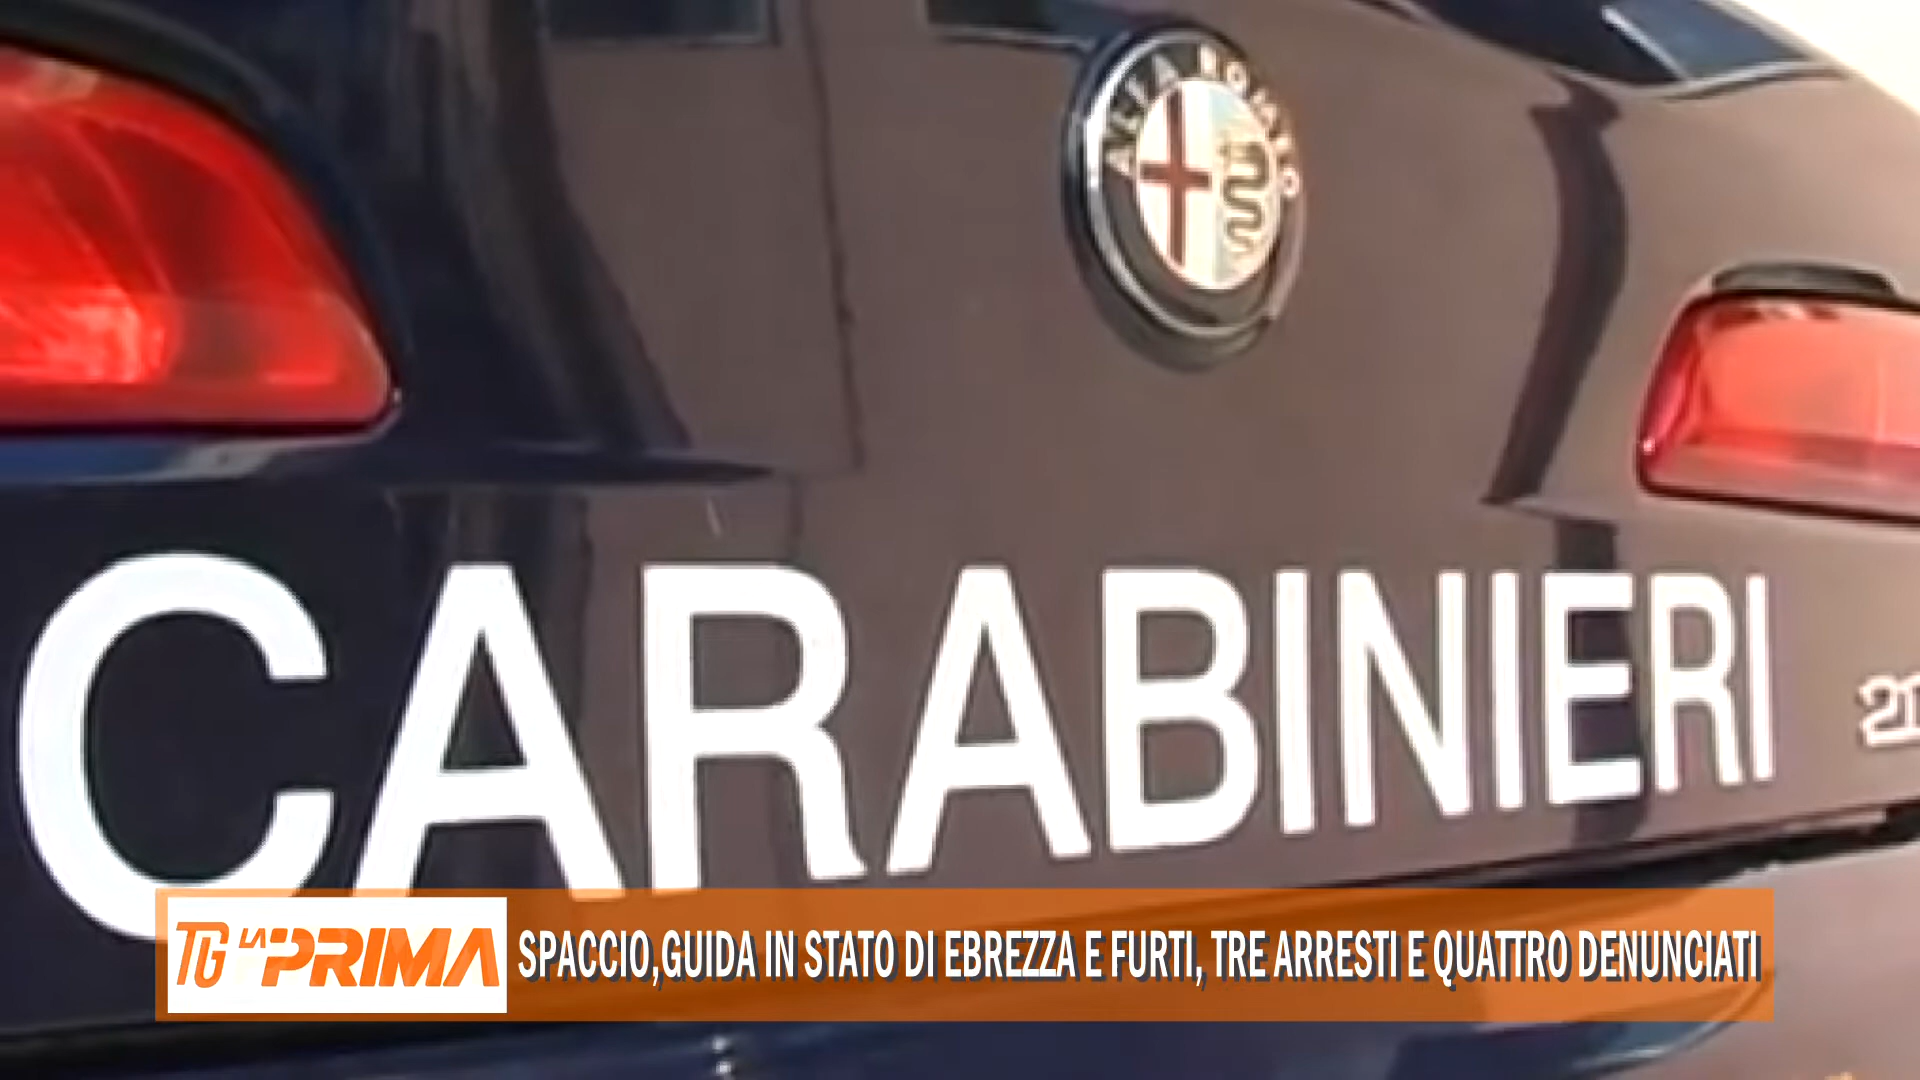 ALFA ROMEO
CARABINIERI
TG LA PRIMA
SPACCIO,GUIDA IN STATO DI EBREZZA E FURTI, TRE ARRESTI E QUATTRO DENUNCIATI